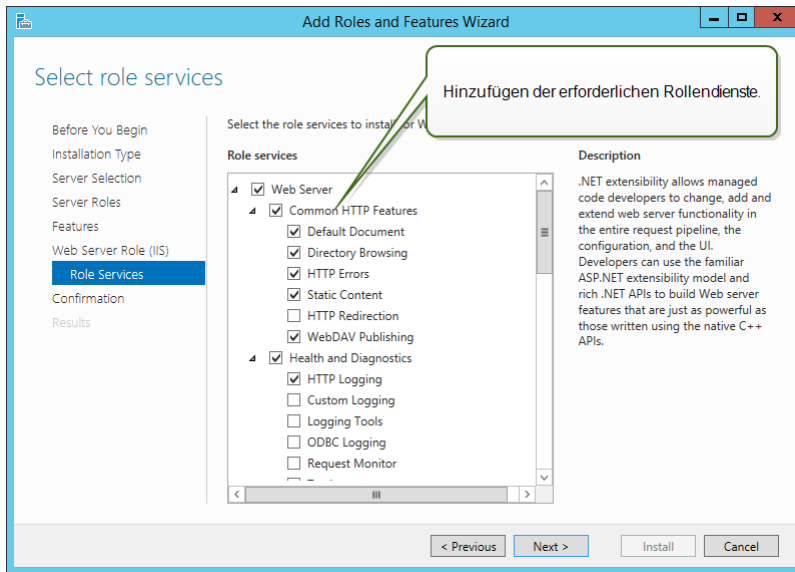 Add Roles and Features Wizard
Select role services
Hinzufügen der erforderlichen Rollendienste.
Before You Begin
Installation Type
Server Selection
Server Roles
Features
Web Server Role (IIS)
Role Services
Confirmation
Results
Select the role services to install for W
Role services
Web Server
Common HTTP Features
Default Document
Directory Browsing
HTTP Errors
Static Content
HTTP Redirection
WebDAV Publishing
Health and Diagnostics
HTTP Logging
Custom Logging
Logging Tools
ODBC Logging
Request Monitor
Description
.NET extensibility allows managed
code developers to change, add and
extend web server functionality in
the entire request pipeline, the
configuration, and the UI.
Developers can use the familiar
ASP.NET extensibility model and
rich .NET APIs to build Web server
features that are just as powerful as
those written using the native C++
APIs.
< Previous
Next >
Install
Cancel